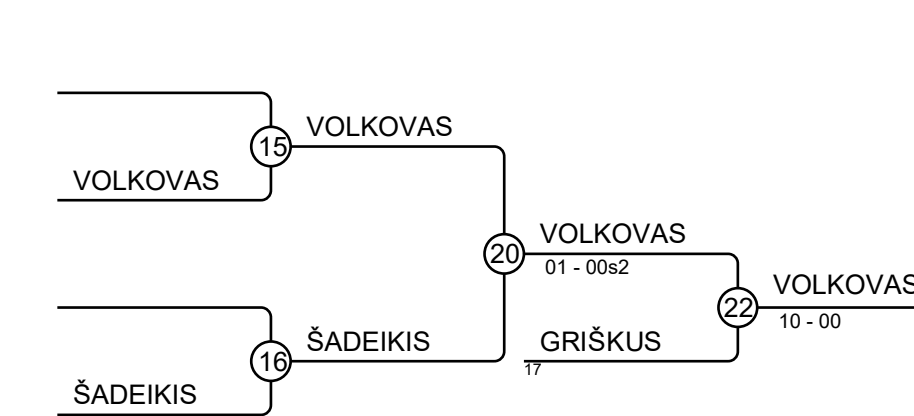 VOLKOVAS
15
VOLKOVAS
VOLKOVAS
20
01 - 00s2
VOLKOVAS
22
10 - 00
ŠADEIKIS
GRIŠKUS
16
17
ŠADEIKIS